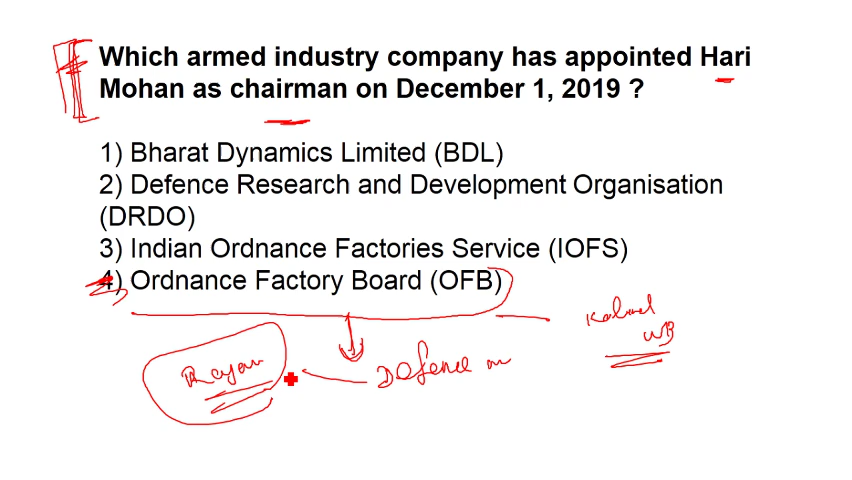 Which armed industry company has appointed Hari
Mohan as chairman on December 1, 2019 ?
1) Bharat Dynamics Limited (BDL)
2) Defence Research and Development Organisation
(DRDO)
3) Indian Ordnance Factories Service (IOFS)
4) Ordnance Factory Board (OFB)
WB
Defence m